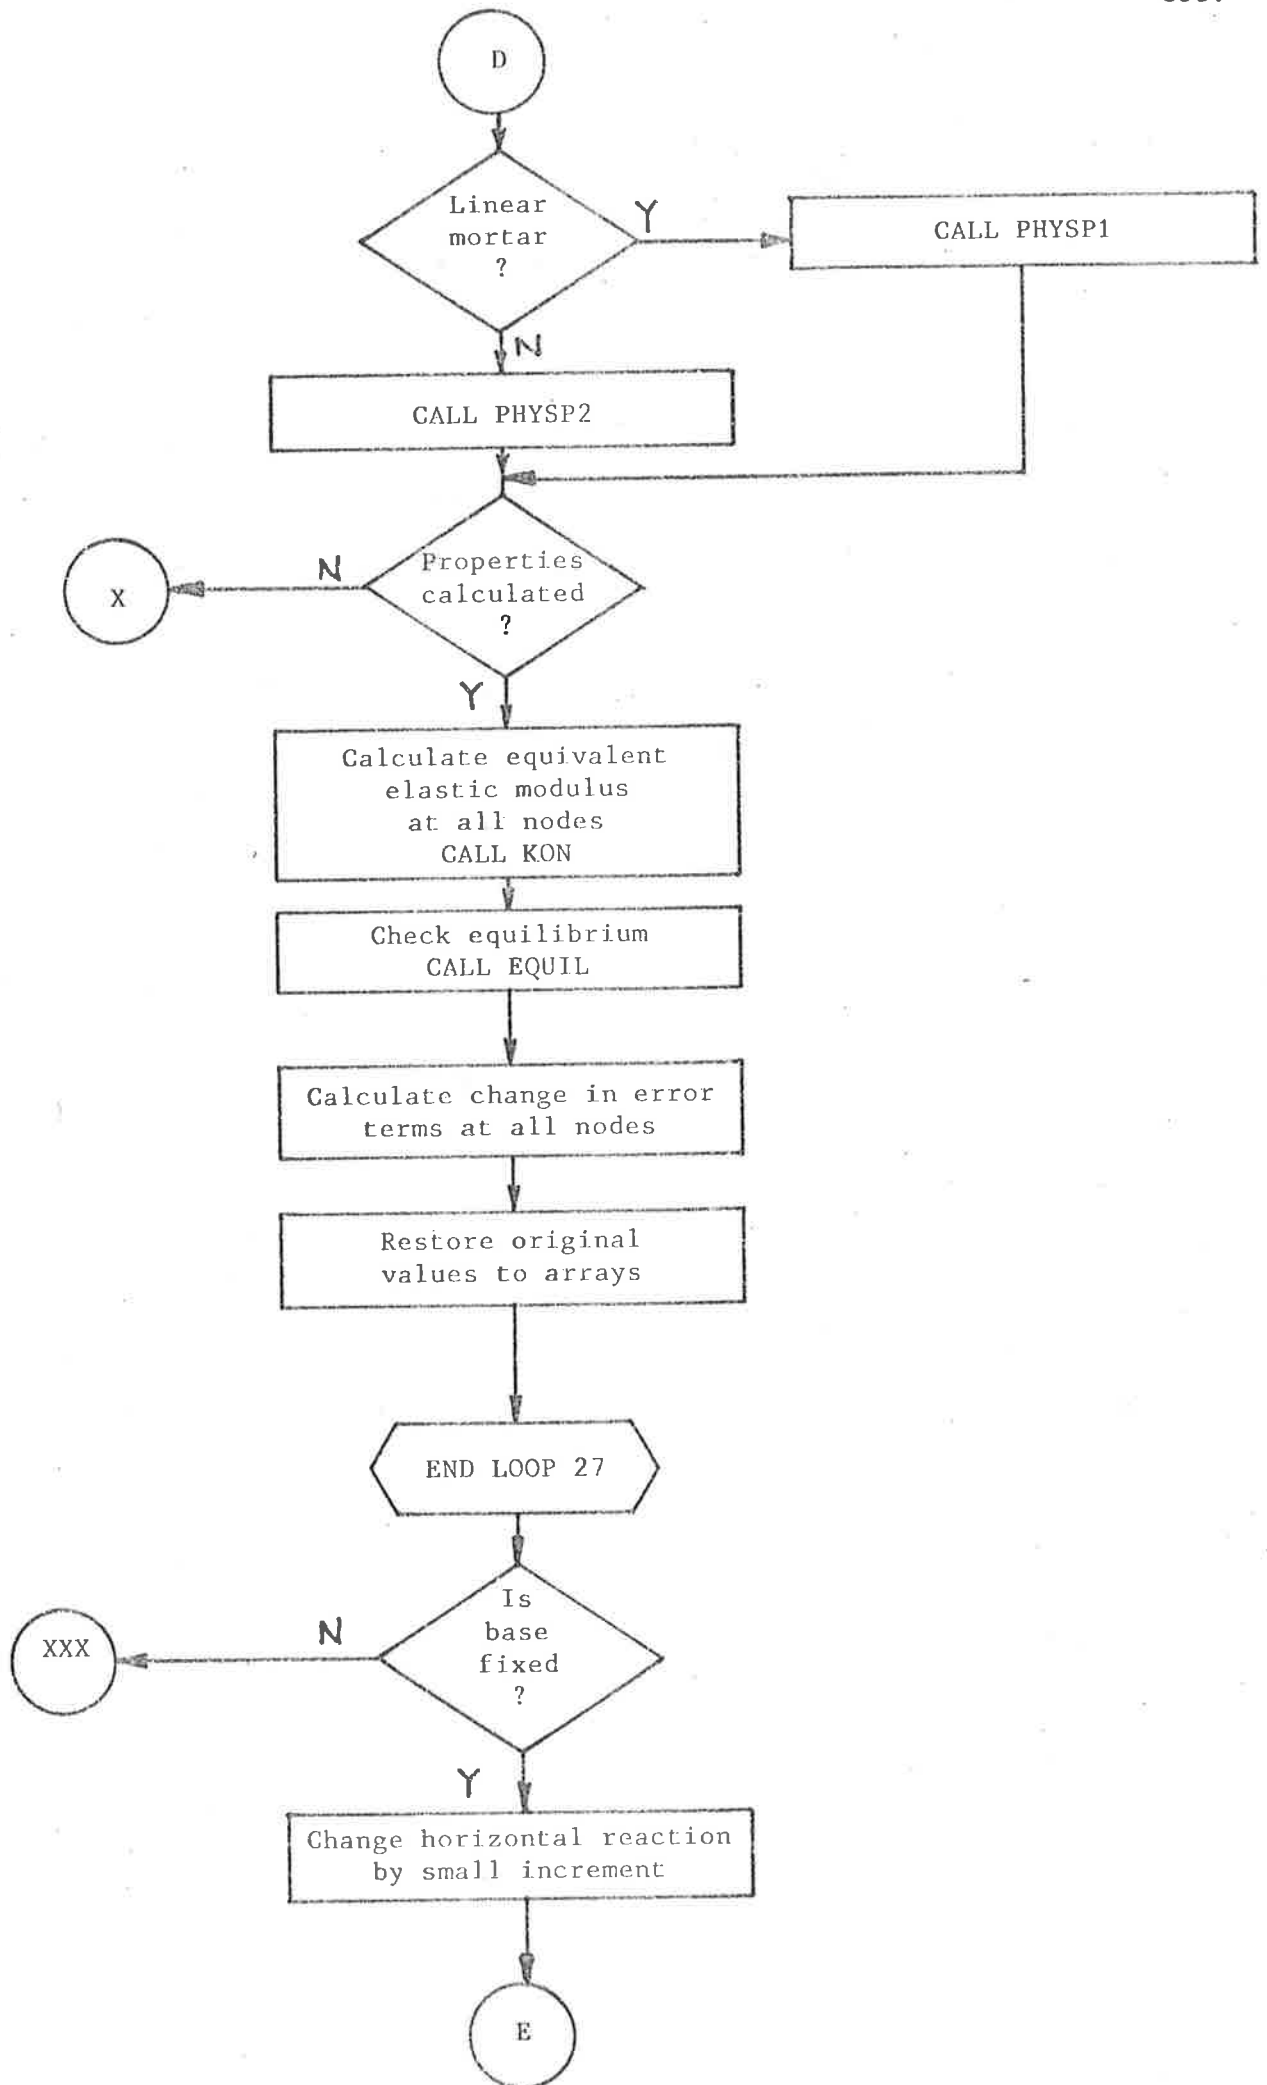 D
Linear
mortar
?
Y
CALL PHYSP1
N
CALL PHYSP2
Properties
calculated
?
N
X
Y
Calculate equivalent
elastic modulus
at all nodes
CALL KON
Check equilibrium
CALL EQUIL
Calculate change in error
terms at all nodes
Restore original
values to arrays
END LOOP 27
Is
base
fixed
?
N
XXX
Y
Change horizontal reaction
by small increment
E